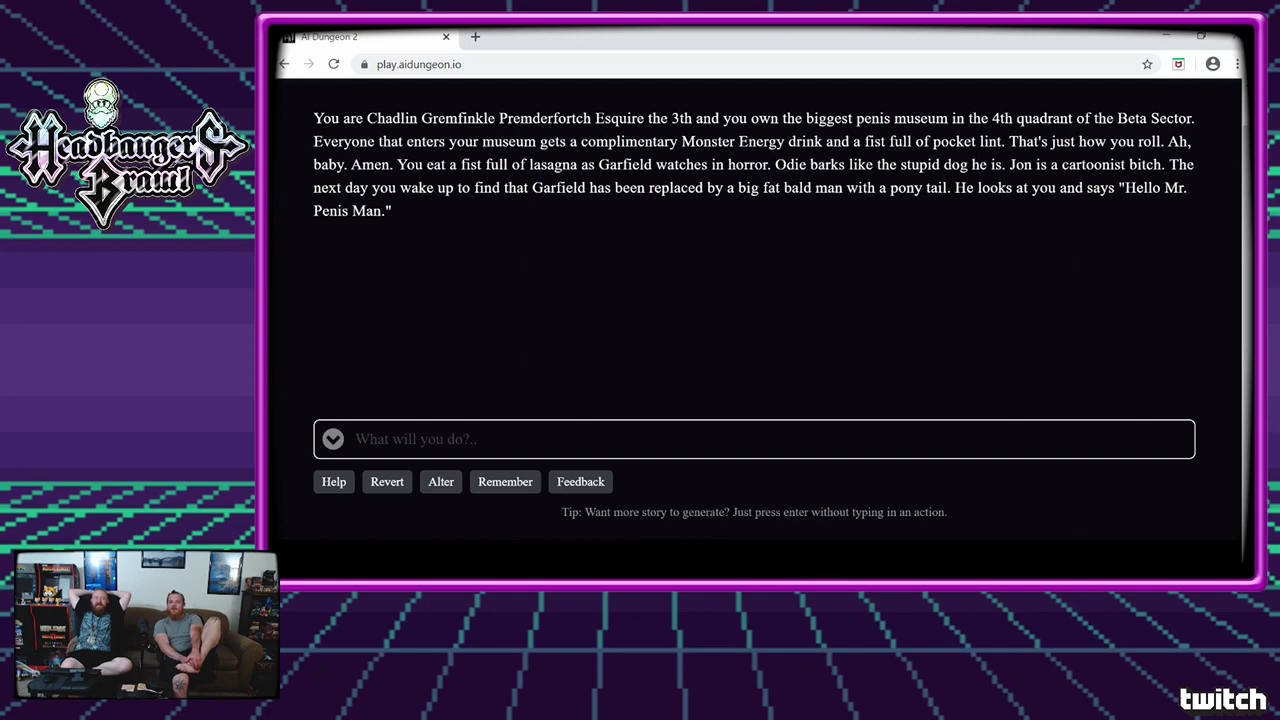 AI Dungeon 2
play.aidungeon.io
Headbangers
Brawl
You are Chadlin Gremfinkle Premderfortch Esquire the 3th and you own the biggest penis museum in the 4th quadrant of the Beta Sector.
Everyone that enters your museum gets a complimentary Monster Energy drink and a fist full of pocket lint. That's just how you roll. Ah,
baby. Amen. You eat a fist full of lasagna as Garfield watches in horror. Odie barks like the stupid dog he is. Jon is a cartoonist bitch. The
next day you wake up to find that Garfield has been replaced by a big fat bald man with a pony tail. He looks at you and says "Hello Mr.
Penis Man."
What will you do?..
Help Revert Alter Remember Feedback
Tip: Want more story to generate? Just press enter without typing in an action.
twitch